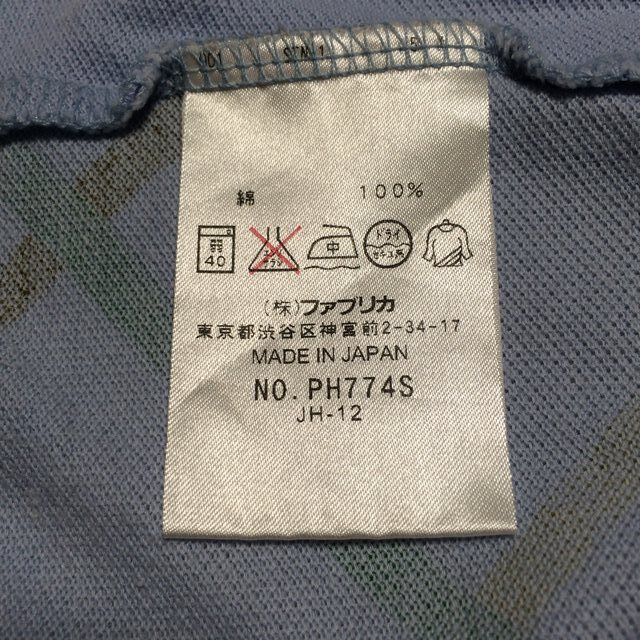 綿 100%
弱 40 中 ドライ
(株)ファブリカ
東京都渋谷区神宮前2-34-17
MADE IN JAPAN
NO. PH774S
JH-12